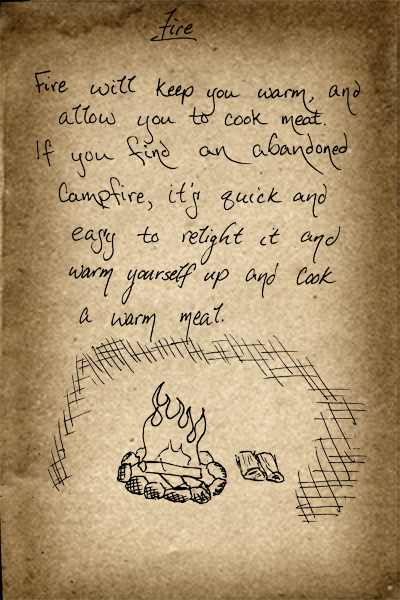 Fire
Fire will keep you warm, and
allow you to cook meat.
If you find an abandoned
Campfire, it's quick and
easy to relight it and
warm yourself up and cook
a warm meal.